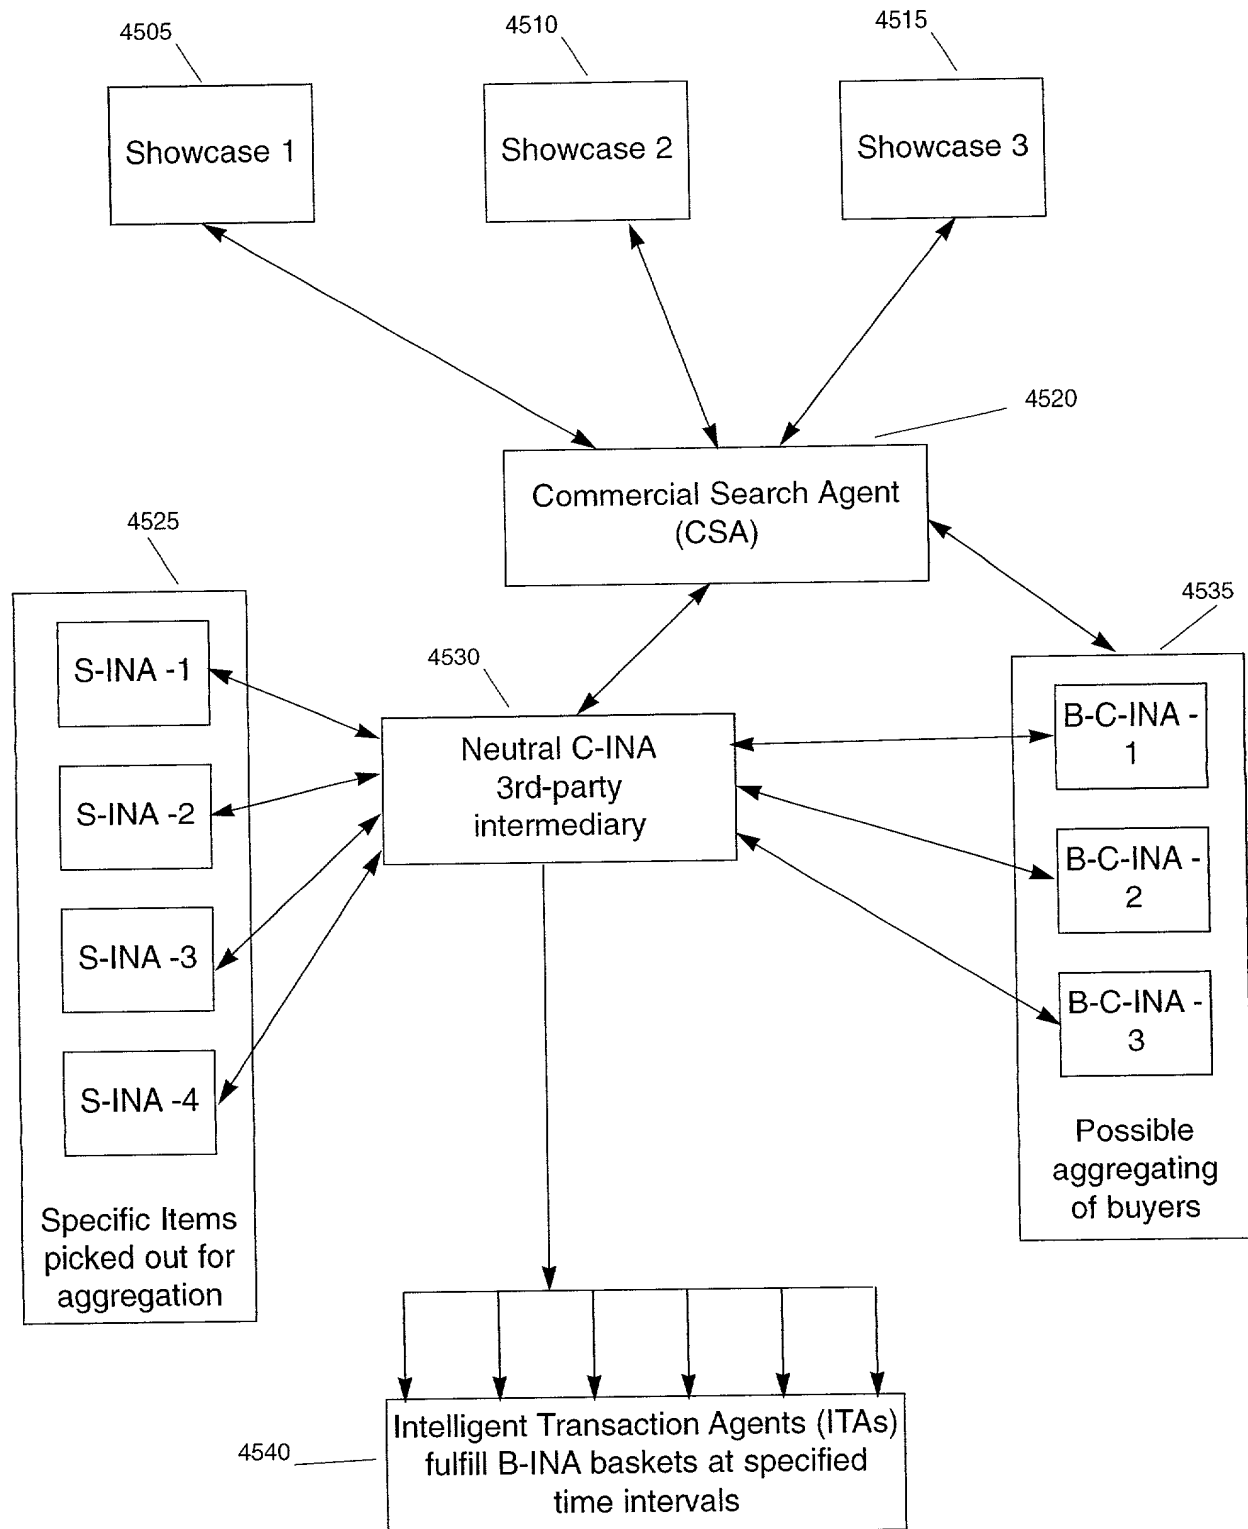 4505
4510
4515
Showcase 1
Showcase 2
Showcase 3
4520
Commercial Search Agent
(CSA)
4525
4535
4530
S-INA -1
S-INA -2
S-INA -3
S-INA -4
Specific Items
picked out for
aggregation
Neutral C-INA
3rd-party
intermediary
B-C-INA -
1
B-C-INA -
2
B-C-INA -
3
Possible
aggregating
of buyers
4540
Intelligent Transaction Agents (ITAs)
fulfill B-INA baskets at specified
time intervals